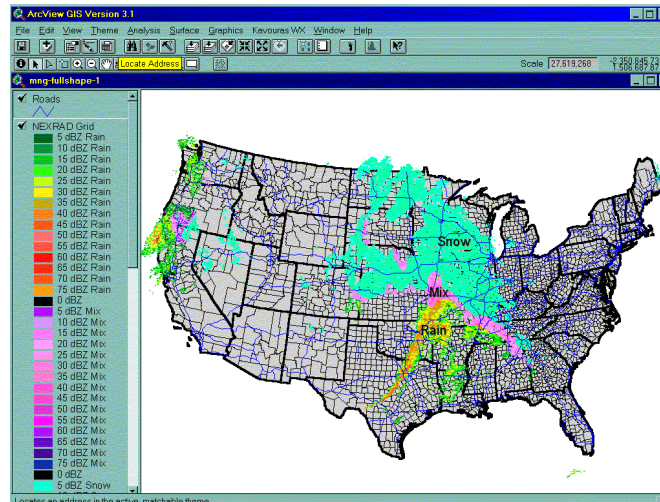 ArcView GIS Version 3.1
File Edit View Theme Analysis Surface Graphics Kavouras WX Window Help
Locate Address
Scale 27,619,268
-2,350,845.73
1,506,687.87
mng-fullshape-1
Roads
NEXRAD Grid
5 dBZ Rain
10 dBZ Rain
15 dBZ Rain
20 dBZ Rain
25 dBZ Rain
30 dBZ Rain
35 dBZ Rain
40 dBZ Rain
45 dBZ Rain
50 dBZ Rain
55 dBZ Rain
60 dBZ Rain
65 dBZ Rain
70 dBZ Rain
75 dBZ Rain
0 dBZ
5 dBZ Mix
10 dBZ Mix
15 dBZ Mix
20 dBZ Mix
25 dBZ Mix
30 dBZ Mix
35 dBZ Mix
40 dBZ Mix
45 dBZ Mix
50 dBZ Mix
55 dBZ Mix
60 dBZ Mix
65 dBZ Mix
70 dBZ Mix
75 dBZ Mix
0 dBZ
5 dBZ Snow
Snow
Mix
Rain
Locates an address in the active, matchable theme